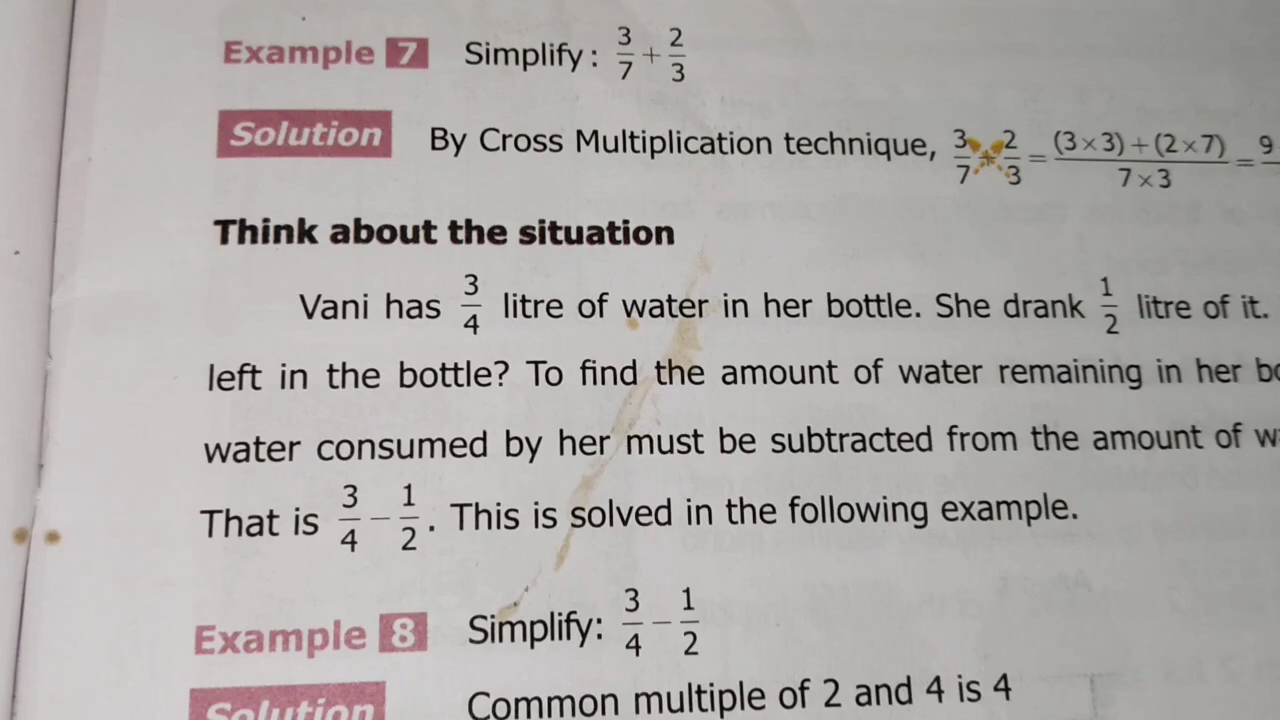 Example 7 Simplify: 3/7 + 2/3
Solution By Cross Multiplication technique, 3/7 + 2/3 = (3×3)+(2×7)/7×3 = 9
Think about the situation
Vani has 3/4 litre of water in her bottle. She drank 1/2 litre of it.
left in the bottle? To find the amount of water remaining in her
water consumed by her must be subtracted from the amount of
That is 3/4 − 1/2. This is solved in the following example.
Example 8 Simplify: 3/4 − 1/2
Solution Common multiple of 2 and 4 is 4